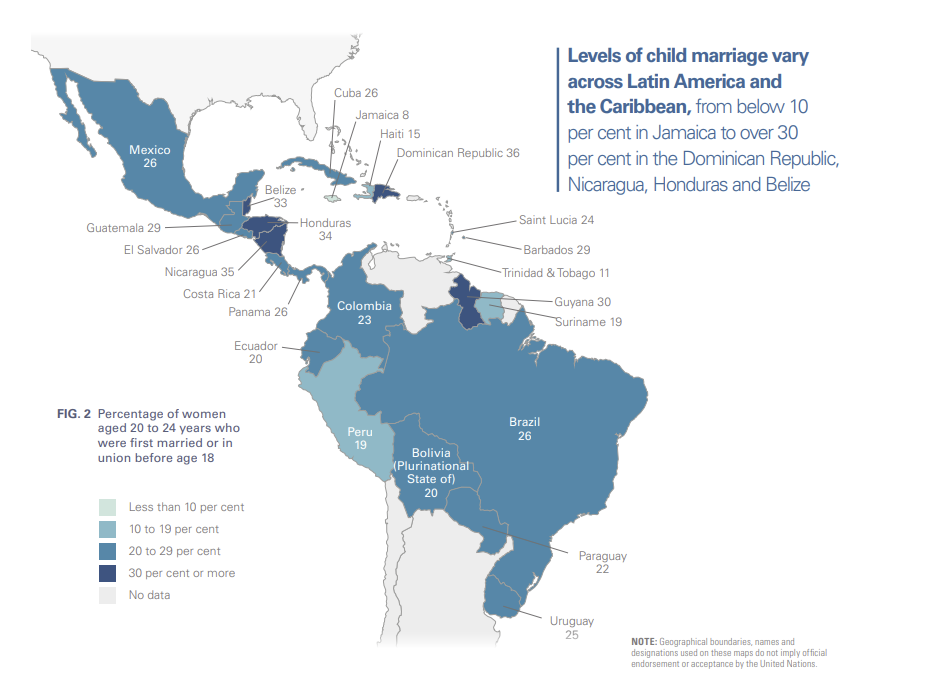 Levels of child marriage vary
across Latin America and
the Caribbean, from below 10
per cent in Jamaica to over 30
per cent in the Dominican Republic,
Nicaragua, Honduras and Belize
Cuba 26
Jamaica 8
Haiti 15
Dominican Republic 36
Mexico
26
Belize
33
Guatemala 29
Honduras
34
El Salvador 26
Nicaragua 35
Costa Rica 21
Panama 26
Saint Lucia 24
Barbados 29
Trinidad & Tobago 11
Guyana 30
Suriname 19
Colombia
23
Ecuador
20
Peru
19
Brazil
26
Bolivia
(Plurinational
State of)
20
Paraguay
22
Uruguay
25
FIG. 2 Percentage of women
aged 20 to 24 years who
were first married or in
union before age 18
Less than 10 per cent
10 to 19 per cent
20 to 29 per cent
30 per cent or more
No data
NOTE: Geographical boundaries, names and
designations used on these maps do not imply official
endorsement or acceptance by the United Nations.